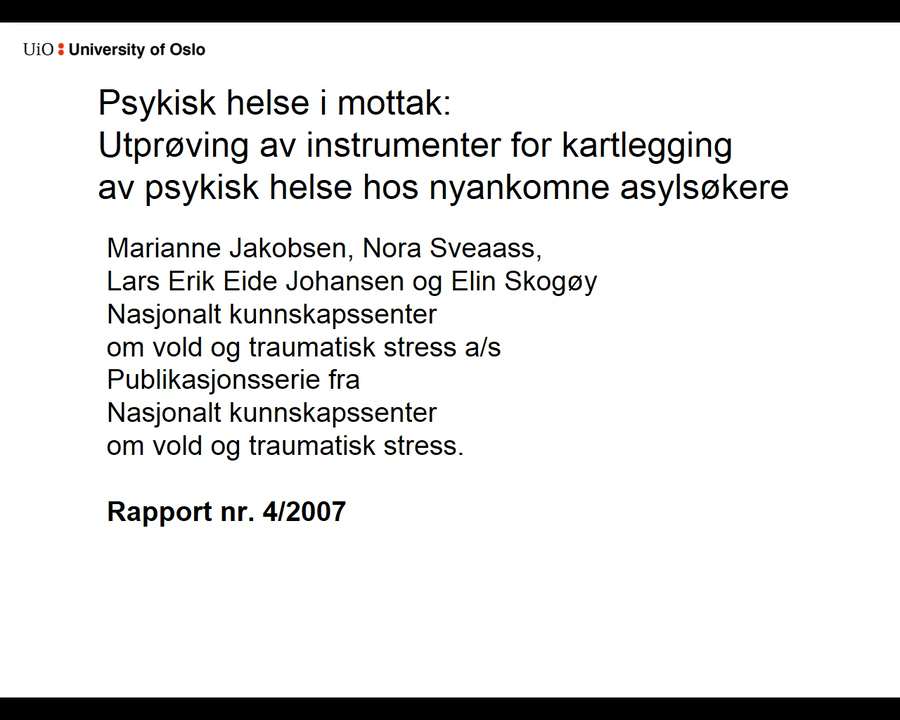 UiO : University of Oslo
Psykisk helse i mottak:
Utprøving av instrumenter for kartlegging
av psykisk helse hos nyankomne asylsøkere
Marianne Jakobsen, Nora Sveaass,
Lars Erik Eide Johansen og Elin Skogøy
Nasjonalt kunnskapssenter
om vold og traumatisk stress a/s
Publikasjonsserie fra
Nasjonalt kunnskapssenter
om vold og traumatisk stress.
Rapport nr. 4/2007